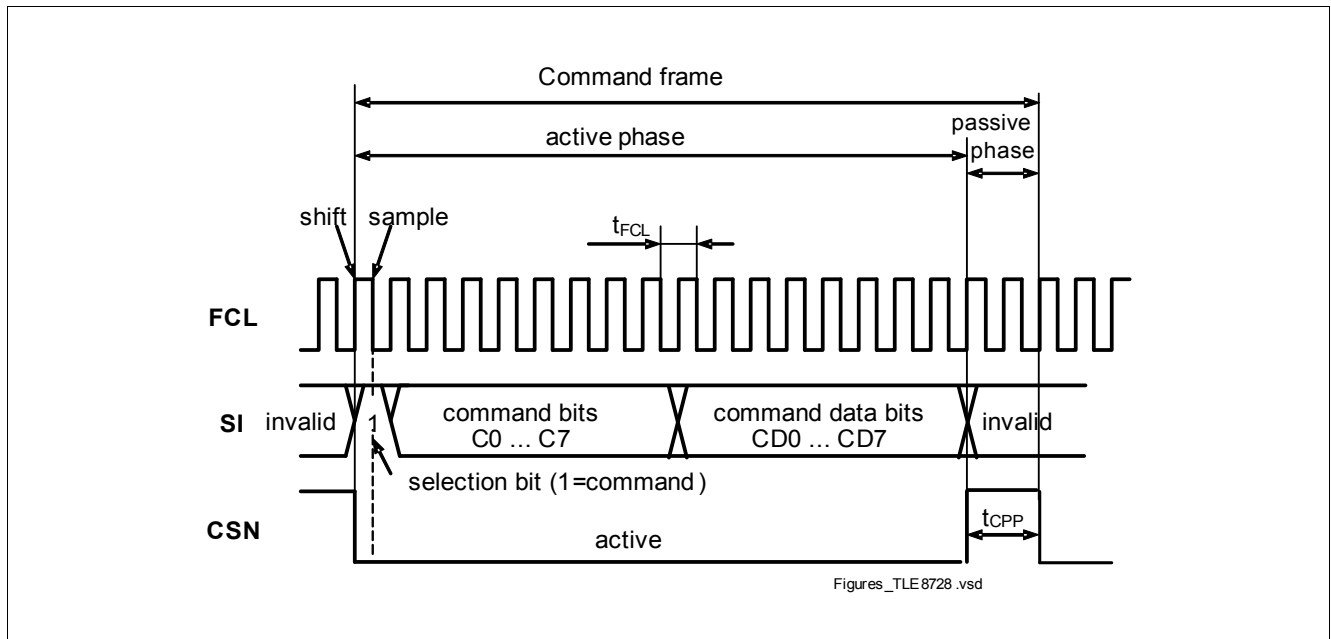 Command frame
active phase
passive
phase
shift
sample
tFCL
FCL
SI
invalid
1
command bits
C0 ... C7
command data bits
CD0 ... CD7
invalid
selection bit (1=command )
CSN
active
tCPP
Figures_TLE8728 .vsd